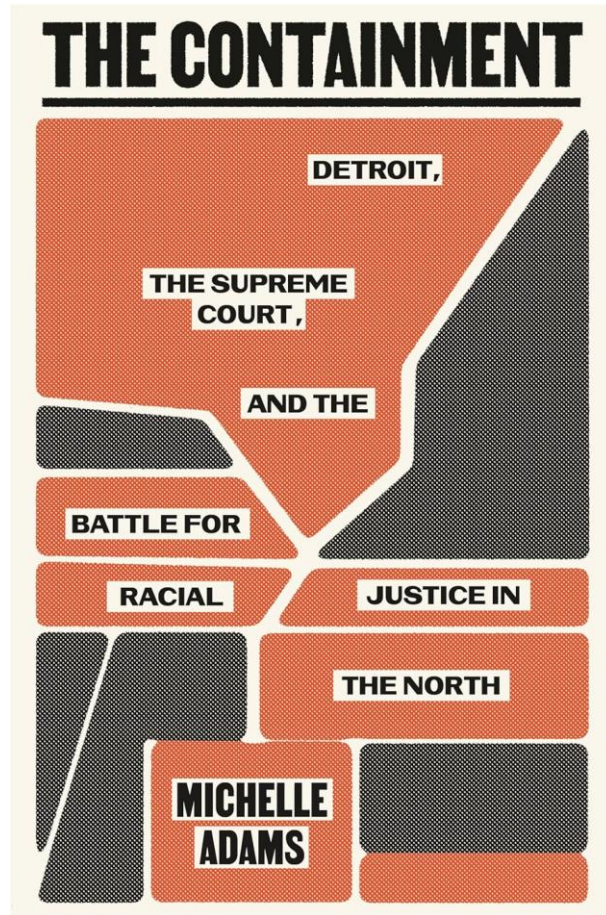 THE CONTAINMENT
DETROIT,
THE SUPREME
COURT,
AND THE
BATTLE FOR
RACIAL
JUSTICE IN
THE NORTH
MICHELLE
ADAMS